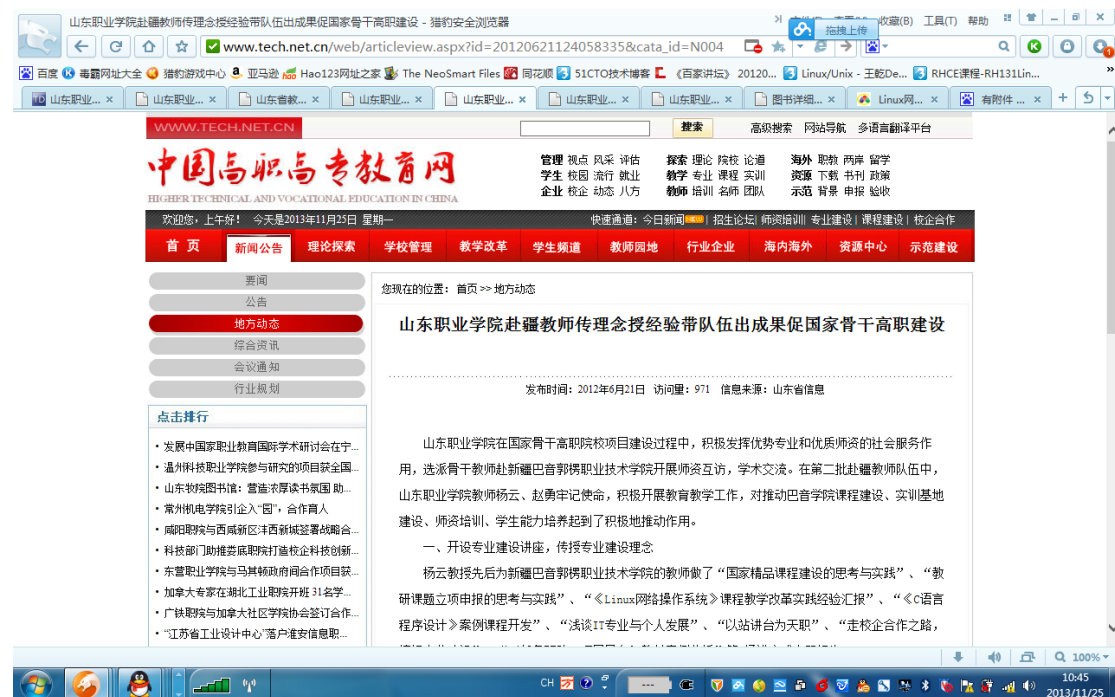 山东职业学院赴疆教师传理念授经验带队伍出成果促国家骨干高职建设 - 猎豹安全浏览器
收藏(B) 工具(T) 帮助
拖拽上传
www.tech.net.cn/web/articleview.aspx?id=20120621124058335&cata_id=N004
百度 毒霸网址大全 猎豹游戏中心 亚马逊 Hao123网址之家 The NeoSmart Files 同花顺 51CTO技术博客 《百家讲坛》 20120... Linux/Unix - 王乾De... RHCE课程-RH131Lin...
山东职业... 山东职业... 山东省教... 山东职业... 山东职业... 山东职业... 图书详细... Linux网... 有附件 ...
WWW.TECH.NET.CN 搜索 高级搜索 网站导航 多语言翻译平台
中国高职高专教育网
HIGHER TECHNICAL AND VOCATIONAL EDUCATION IN CHINA
管理 视点 风采 评估 探索 理论 院校 论道 海外 职教 两岸 留学
学生 校园 流行 就业 教学 专业 课程 实训 资源 下载 书刊 政策
企业 校企 动态 八方 教师 培训 名师 团队 示范 背景 申报 验收
欢迎您，上午好！ 今天是2013年11月25日 星期一 快速通道：今日新闻 | 招生论坛| 师资培训| 专业建设 | 课程建设 | 校企合作
首 页 新闻公告 理论探索 学校管理 教学改革 学生频道 教师园地 行业企业 海内海外 资源中心 示范建设
要闻
公告
地方动态
综合资讯
会议通知
行业规划
点击排行
· 发展中国家职业教育国际学术研讨会在宁...
· 温州科技职业学院参与研究的项目获全国...
· 山东牧院图书馆：营造浓厚读书氛围 助...
· 常州机电学院引企入“园”，合作育人
· 咸阳职院与西咸新区沣西新城签署战略合...
· 科技部门助推娄底职院打造校企科技创新...
· 东营职业学院与马其顿政府间合作项目获...
· 加拿大专家在湖北工业职院开班 31名学...
· 广铁职院与加拿大社区学院协会签订合作...
· “江苏省工业设计中心”落户淮安信息职...
您现在的位置： 首页 >> 地方动态
山东职业学院赴疆教师传理念授经验带队伍出成果促国家骨干高职建设
发布时间：2012年6月21日 访问量：971 信息来源：山东省信息
山东职业学院在国家骨干高职院校项目建设过程中，积极发挥优势专业和优质师资的社会服务作
用，选派骨干教师赴新疆巴音郭楞职业技术学院开展师资互访，学术交流。在第二批赴疆教师队伍中，
山东职业学院教师杨云、赵勇牢记使命，积极开展教育教学工作，对推动巴音学院课程建设、实训基地
建设、师资培训、学生能力培养起到了积极地推动作用。
一、开设专业建设讲座，传授专业建设理念
杨云教授先后为新疆巴音郭楞职业技术学院的教师做了“国家精品课程建设的思考与实践”、“教
研课题立项申报的思考与实践”、“《Linux网络操作系统》课程教学改革实践经验汇报”、“《C语言
程序设计》案例课程开发”、“浅谈IT专业与个人发展”、“以站讲台为天职”、“走校企合作之路，
100%
CH
10:45
2013/11/25